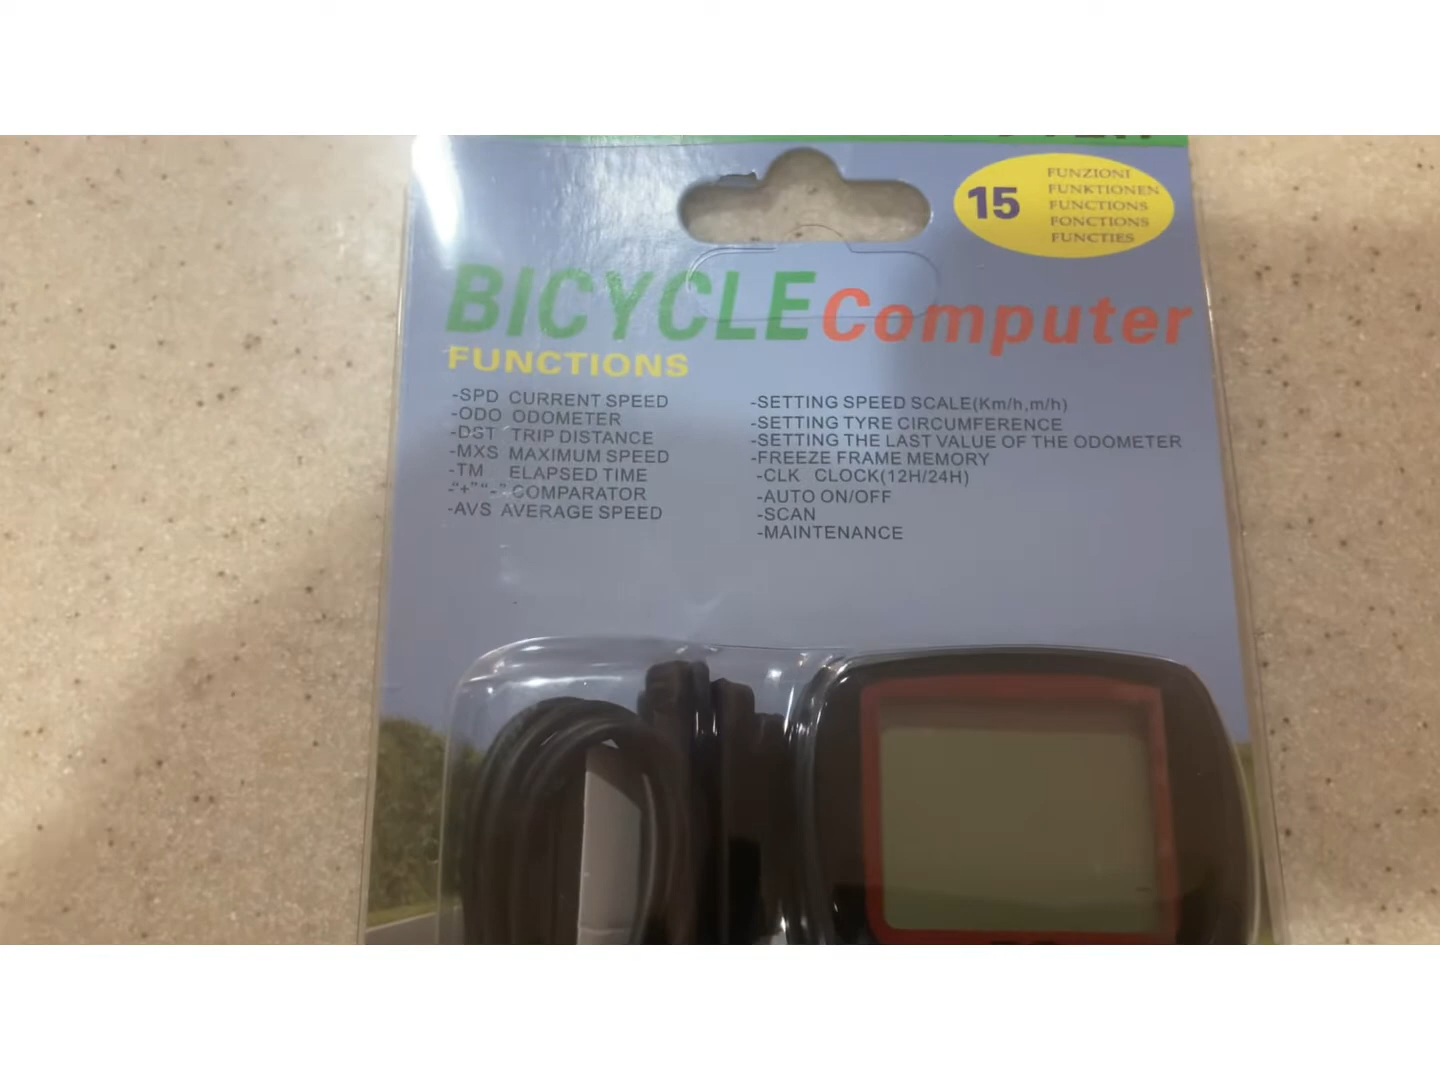 15
FUNZIONI
FUNKTIONEN
FUNCTIONS
FONCTIONS
FUNCTIES
BICYCLE Computer
FUNCTIONS
-SPD CURRENT SPEED
-ODO ODOMETER
-DST TRIP DISTANCE
-MXS MAXIMUM SPEED
-TM ELAPSED TIME
-"+" "-" COMPARATOR
-AVS AVERAGE SPEED
-SETTING SPEED SCALE(Km/h,m/h)
-SETTING TYRE CIRCUMFERENCE
-SETTING THE LAST VALUE OF THE ODOMETER
-FREEZE FRAME MEMORY
-CLK CLOCK(12H/24H)
-AUTO ON/OFF
-SCAN
-MAINTENANCE